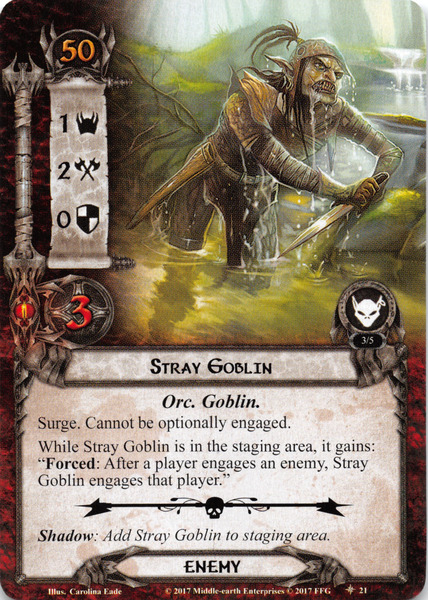 50
1
2
0
3
3/5
Stray Goblin
Orc. Goblin.
Surge. Cannot be optionally engaged.
While Stray Goblin is in the staging area, it gains:
“Forced: After a player engages an enemy, Stray
Goblin engages that player.”
Shadow: Add Stray Goblin to staging area.
Enemy
Illus. Carolina Eade © 2017 Middle-earth Enterprises © 2017 FFG 21